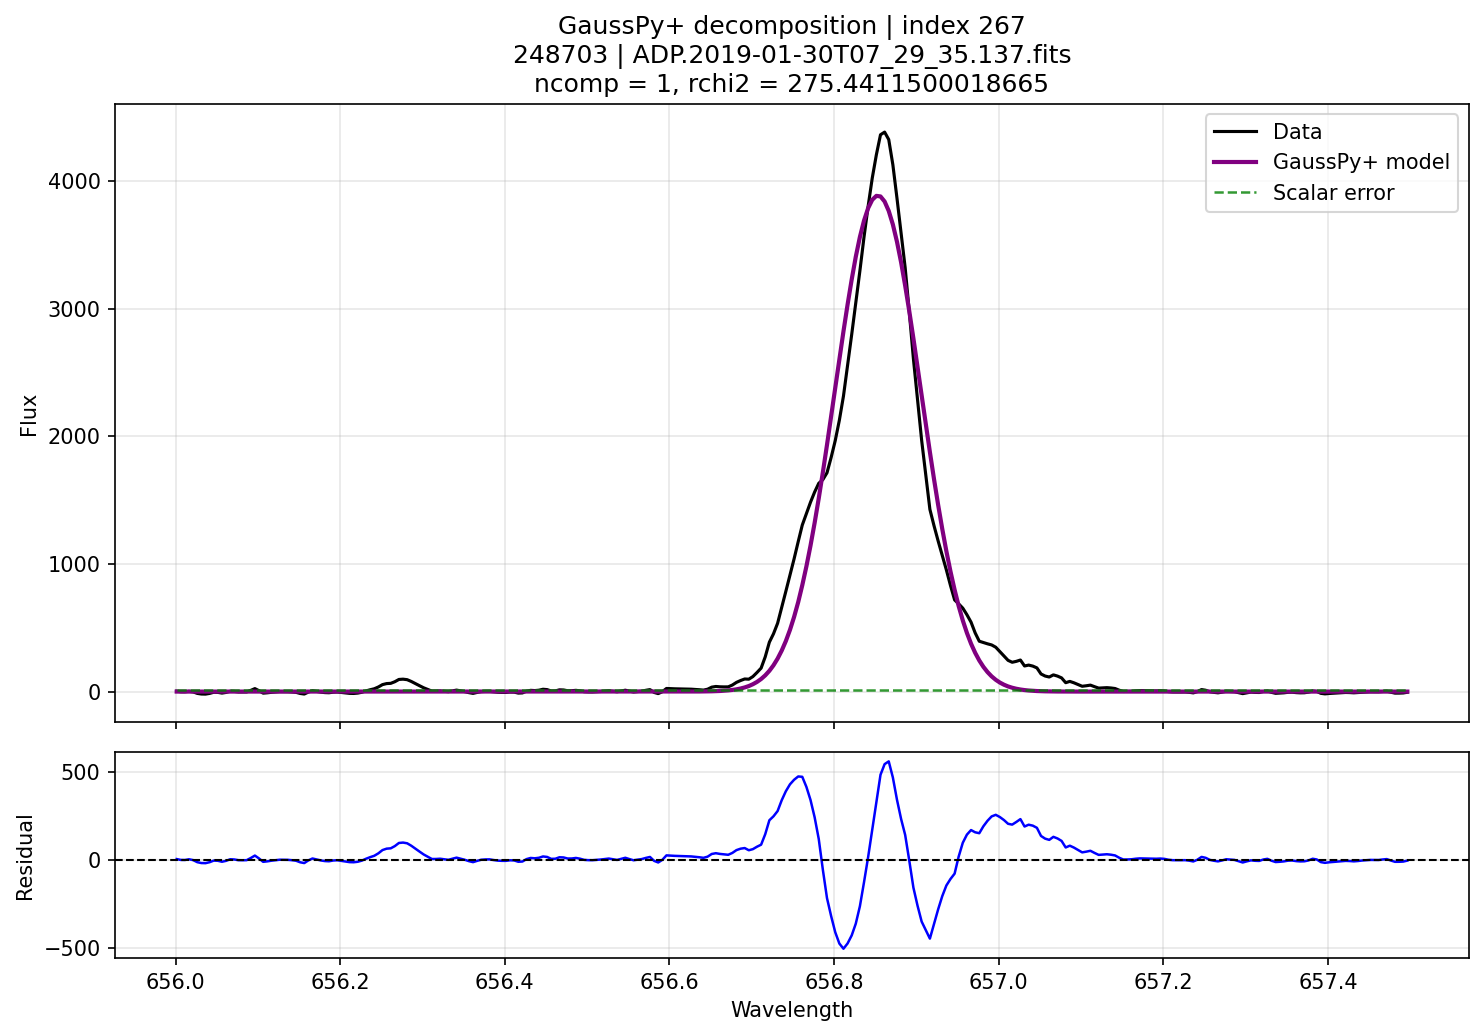 GaussPy+ decomposition | index 267
248703 | ADP.2019-01-30T07_29_35.137.fits
ncomp = 1, rchi2 = 275.4411500018665
Data
GaussPy+ model
Scalar error
Flux
4000
3000
2000
1000
0
Residual
500
0
−500
656.0
656.2
656.4
656.6
656.8
657.0
657.2
657.4
Wavelength